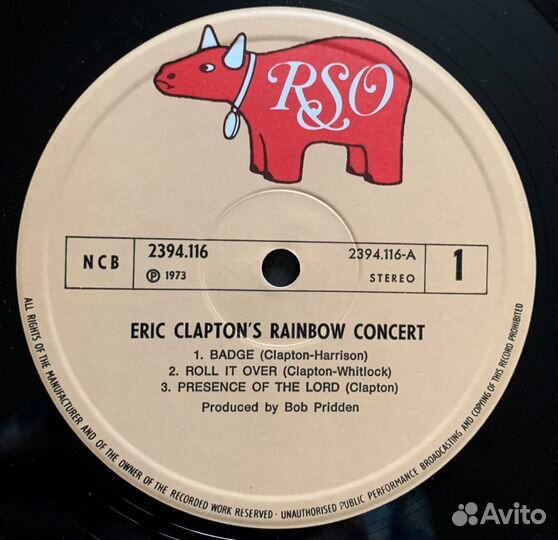 RSO
NCB
2394.116
℗ 1973
2394.116-A
STEREO
1
ERIC CLAPTON'S RAINBOW CONCERT
1. BADGE (Clapton-Harrison)
2. ROLL IT OVER (Clapton-Whitlock)
3. PRESENCE OF THE LORD (Clapton)
Produced by Bob Pridden
ALL RIGHTS OF THE MANUFACTURER AND OF THE OWNER OF THE RECORDED WORK RESERVED · UNAUTHORISED PUBLIC PERFORMANCE BROADCASTING AND COPYING OF THIS RECORD PROHIBITED
Avito